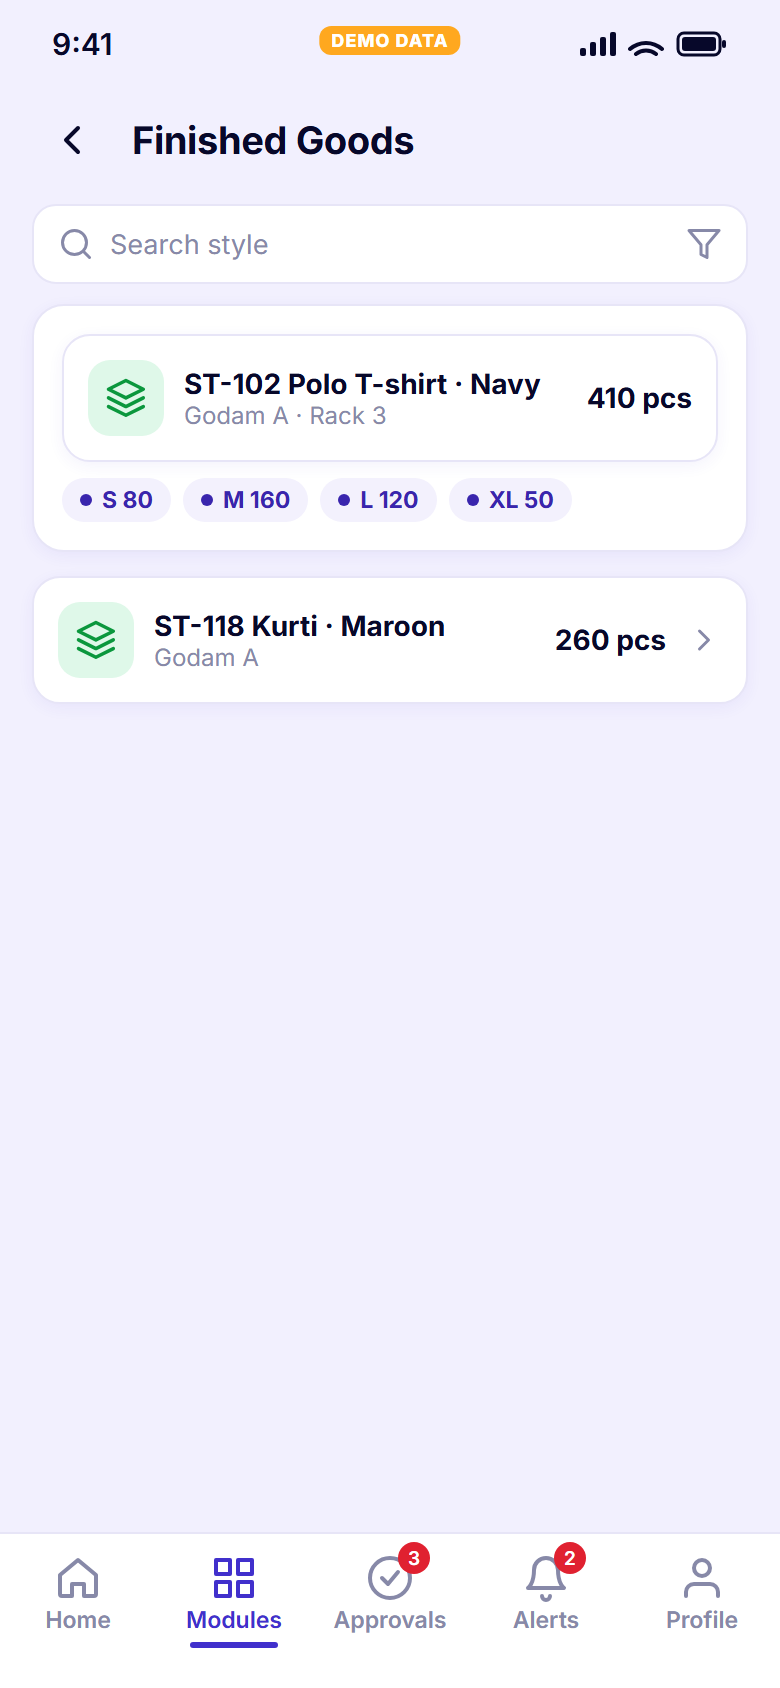 9:41
DEMO DATA
Finished Goods
Search style
ST-102 Polo T-shirt · Navy
Godam A · Rack 3
410 pcs
S 80
M 160
L 120
XL 50
ST-118 Kurti · Maroon
Godam A
260 pcs
3
2
Home
Modules
Approvals
Alerts
Profile